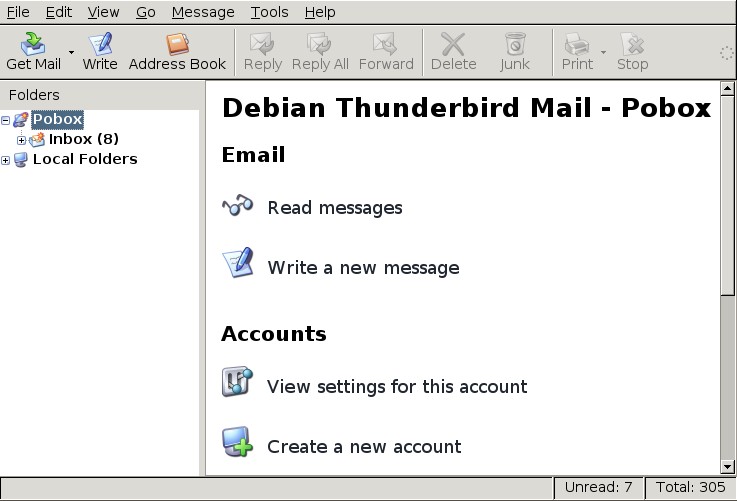 File Edit View Go Message Tools Help
Get Mail Write Address Book Reply Reply All Forward Delete Junk Print Stop
Folders
Pobox
Inbox (8)
Local Folders
Debian Thunderbird Mail - Pobox
Email
Read messages
Write a new message
Accounts
View settings for this account
Create a new account
Unread: 7 Total: 305